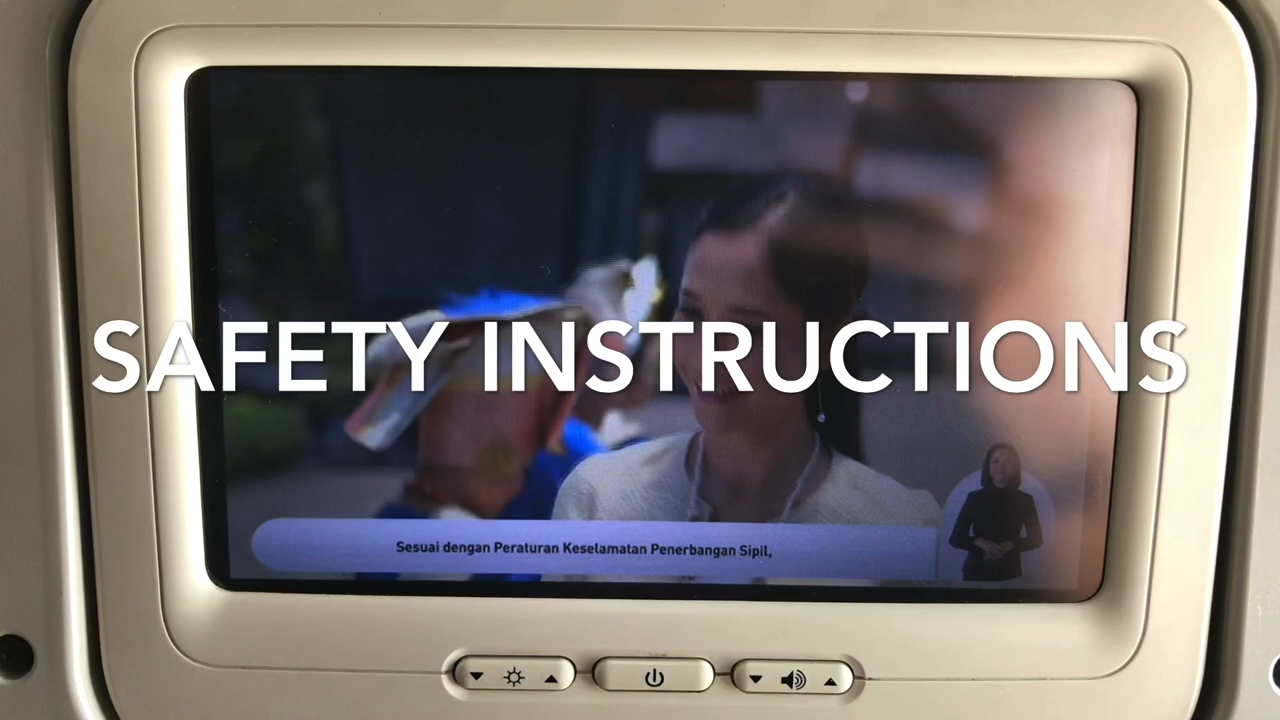 SAFETY INSTRUCTIONS
Sesuai dengan Peraturan Keselamatan Penerbangan Sipil,